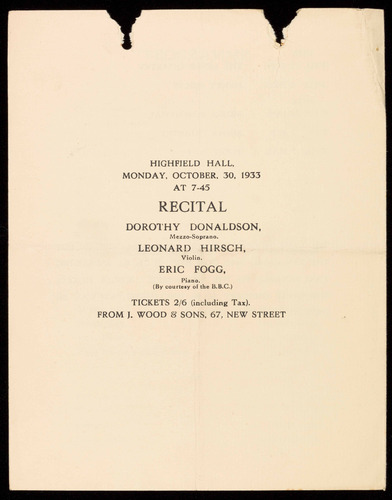 HIGHFIELD HALL,
MONDAY, OCTOBER, 30, 1933
AT 7-45
RECITAL
DOROTHY DONALDSON,
Mezzo-Soprano.
LEONARD HIRSCH,
Violin.
ERIC FOGG,
Piano.
(By courtesy of the B.B.C.)
TICKETS 2/6 (including Tax).
FROM J. WOOD & SONS, 67, NEW STREET